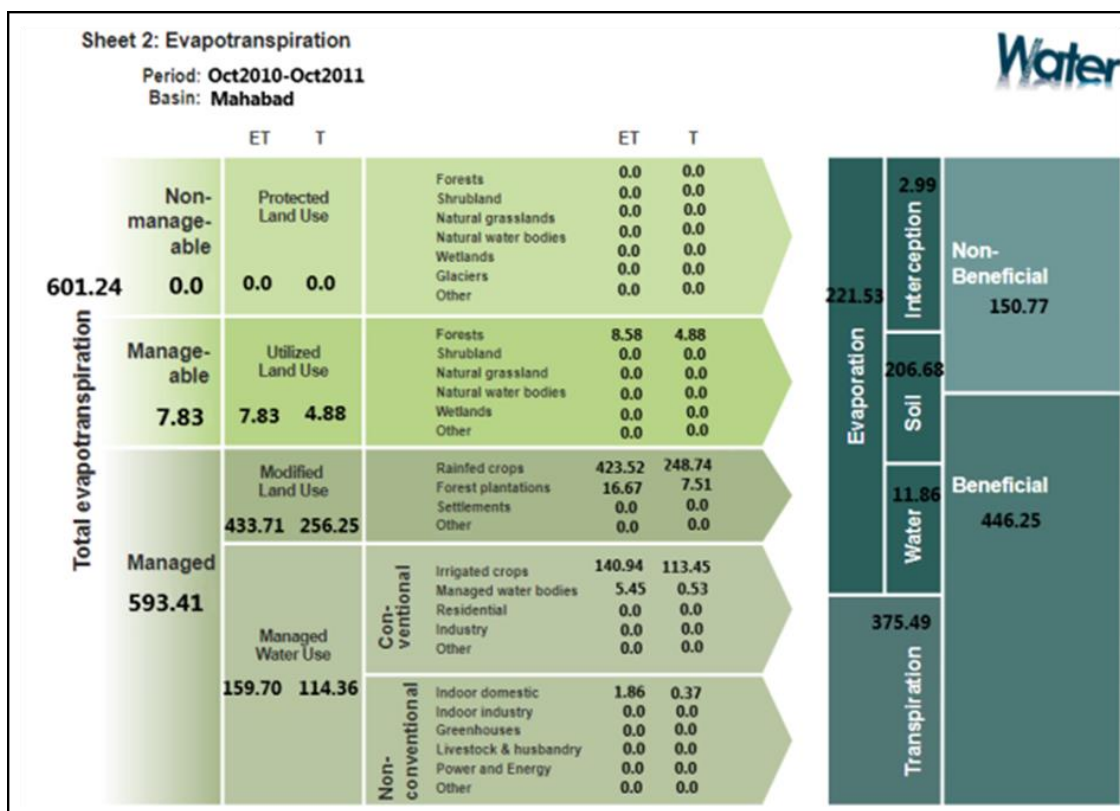 Sheet 2: Evapotranspiration
Water
Period: Oct2010-Oct2011
Basin: Mahabad
ET T
ET T
Total evapotranspiration
601.24
Non-
manage-
able
0.0
Protected
Land Use
0.0 0.0
Forests 0.0 0.0
Shrubland 0.0 0.0
Natural grasslands 0.0 0.0
Natural water bodies 0.0 0.0
Wetlands 0.0 0.0
Glaciers 0.0 0.0
Other 0.0 0.0
Manage-
able
7.83
Utilized
Land Use
7.83 4.88
Forests 8.58 4.88
Shrubland 0.0 0.0
Natural grassland 0.0 0.0
Natural water bodies 0.0 0.0
Wetlands 0.0 0.0
Other 0.0 0.0
Managed
593.41
Modified
Land Use
433.71 256.25
Rainfed crops 423.52 248.74
Forest plantations 16.67 7.51
Settlements 0.0 0.0
Other 0.0 0.0
Managed
Water Use
159.70 114.36
Con-
ventional
Irrigated crops 140.94 113.45
Managed water bodies 5.45 0.53
Residential 0.0 0.0
Industry 0.0 0.0
Other 0.0 0.0
Non-
conventional
Indoor domestic 1.86 0.37
Indoor industry 0.0 0.0
Greenhouses 0.0 0.0
Livestock & husbandry 0.0 0.0
Power and Energy 0.0 0.0
Other 0.0 0.0
Evaporation
221.53
Interception
2.99
Soil
206.68
Water
11.86
Transpiration
375.49
Non-
Beneficial
150.77
Beneficial
446.25